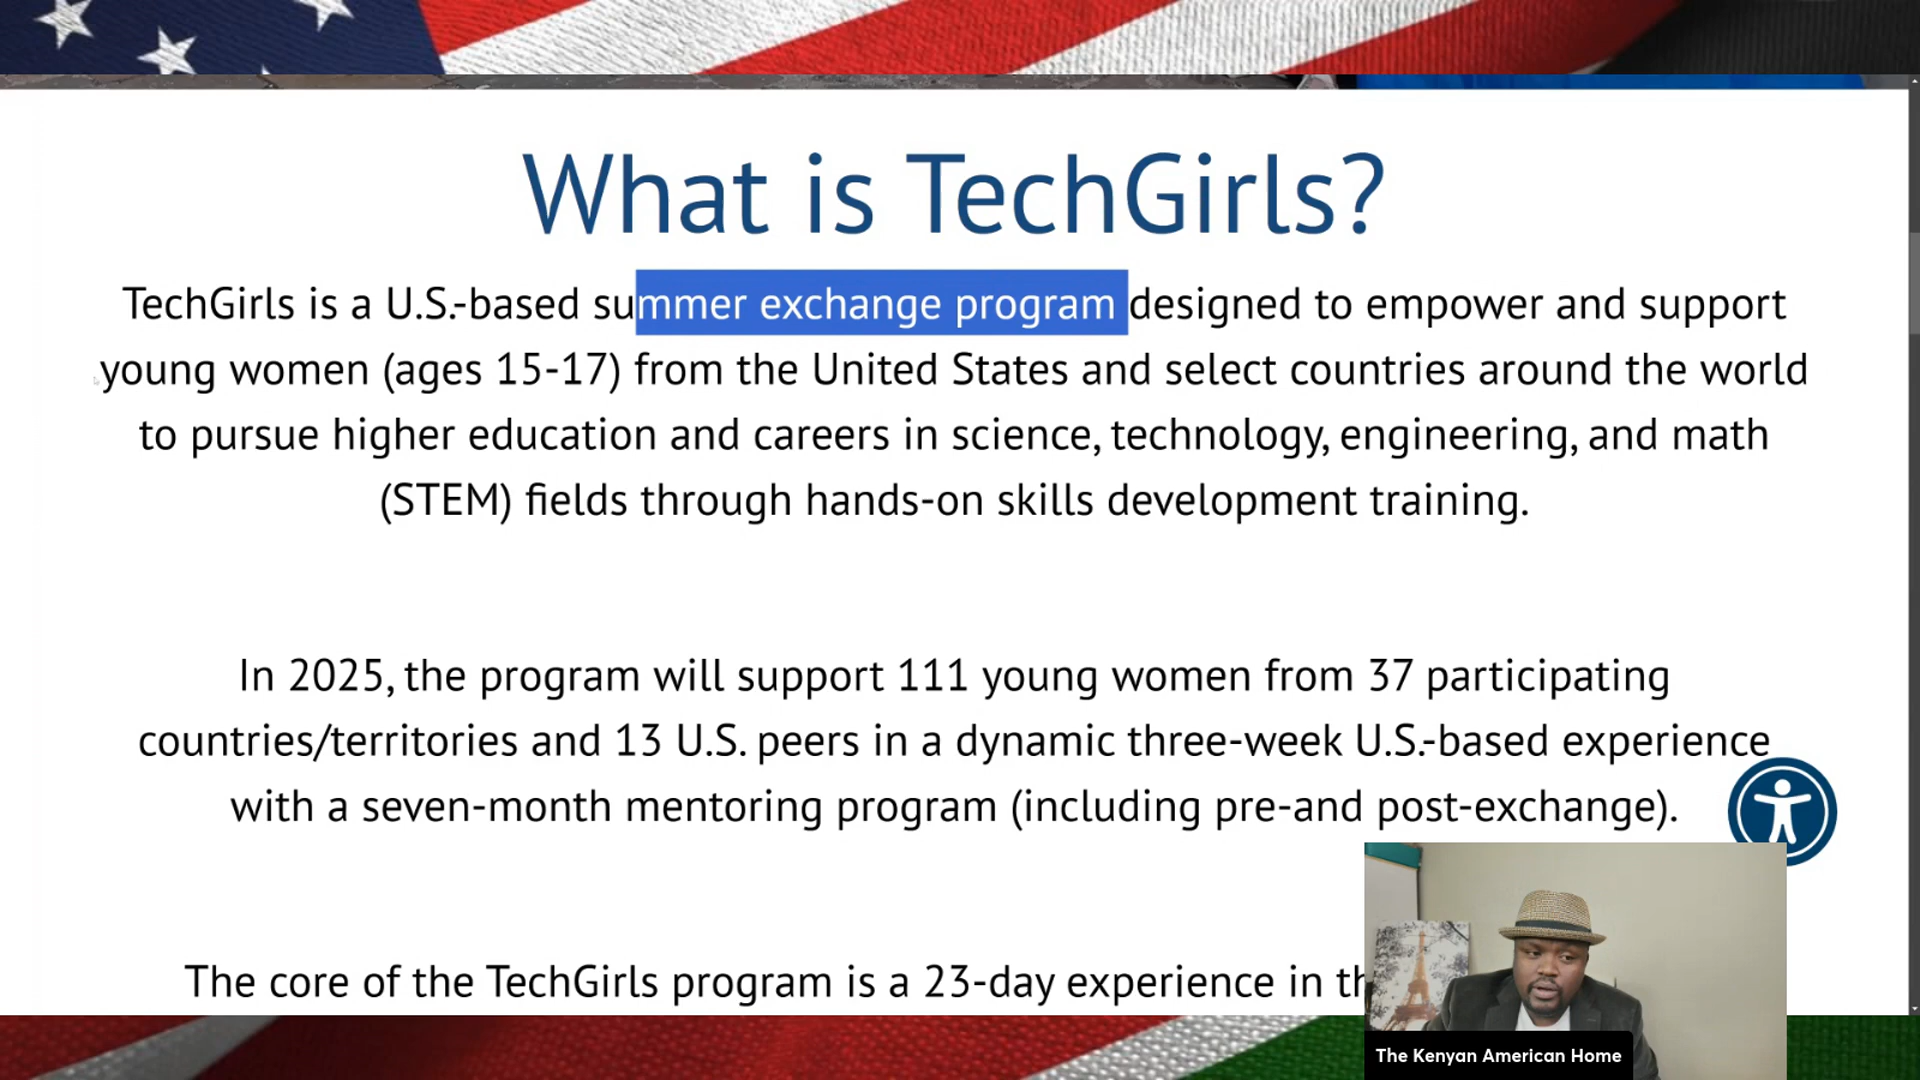 What is TechGirls?
TechGirls is a U.S.-based summer exchange program designed to empower and support
young women (ages 15-17) from the United States and select countries around the world
to pursue higher education and careers in science, technology, engineering, and math
(STEM) fields through hands-on skills development training.
In 2025, the program will support 111 young women from 37 participating
countries/territories and 13 U.S. peers in a dynamic three-week U.S.-based experience
with a seven-month mentoring program (including pre-and post-exchange).
The core of the TechGirls program is a 23-day experience in th
The Kenyan American Home